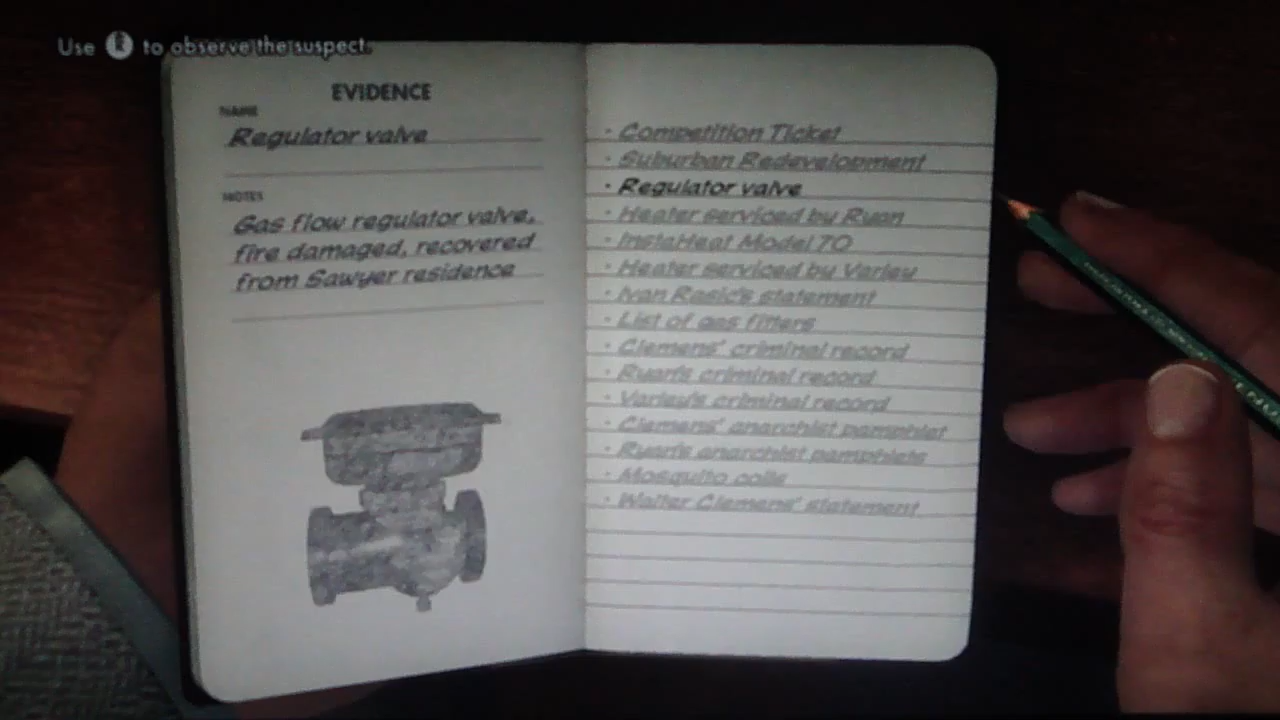 Use R to observe the suspect.
EVIDENCE
NAME
Regulator valve
NOTES
Gas flow regulator valve,
fire damaged, recovered
from Sawyer residence
· Competition Ticket
· Suburban Redevelopment
· Regulator valve
· Heater serviced by Ryan
· InstaHeat Model 70
· Heater serviced by Varley
· Ivan Rasic's statement
· List of gas fitters
· Clemens' criminal record
· Ryan's criminal record
· Varley's criminal record
· Clemens' anarchist pamphlet
· Ryan's anarchist pamphlets
· Mosquito coils
· Walter Clemens' statement